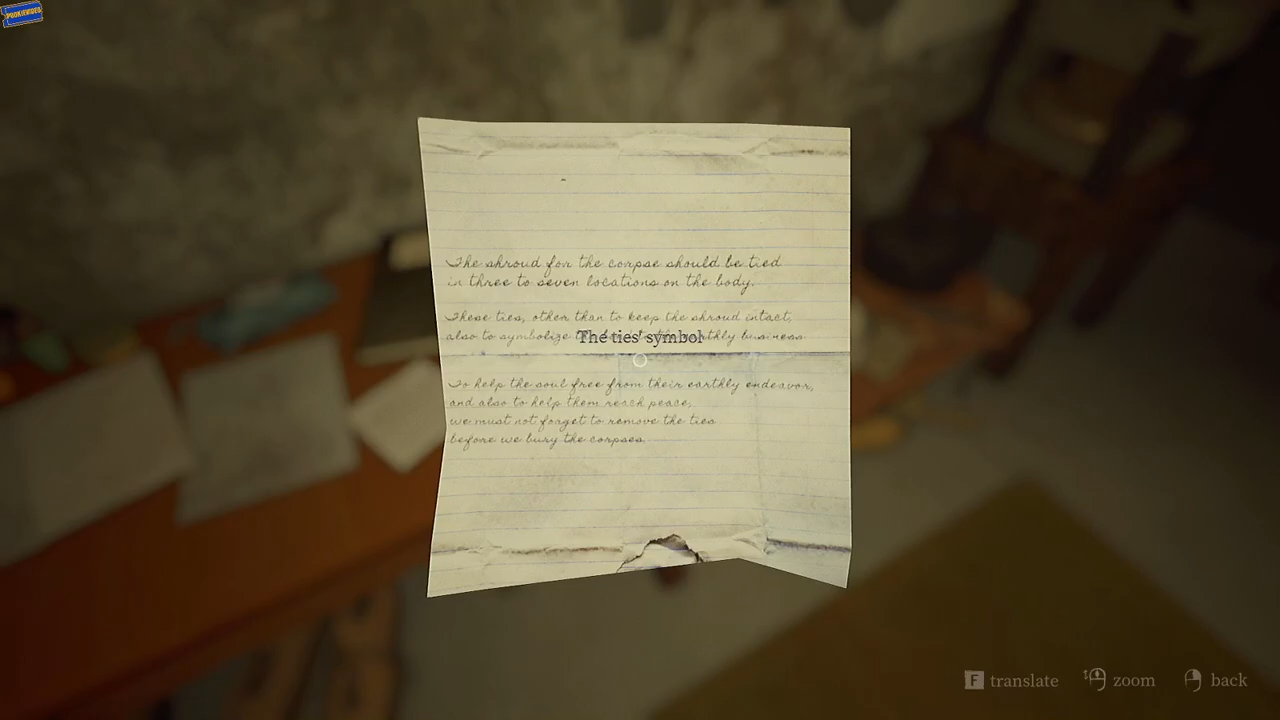 POOKIEVIDEO
The shroud for the corpse should be tied
in three to seven locations on the body.
These ties, other than to keep the shroud intact,
also to symbolize
The ties' symbol
business
To help the soul free from their earthly endeavor,
and also to help them reach peace,
we must not forget to remove the ties
before we bury the corpses.
F translate
zoom
back